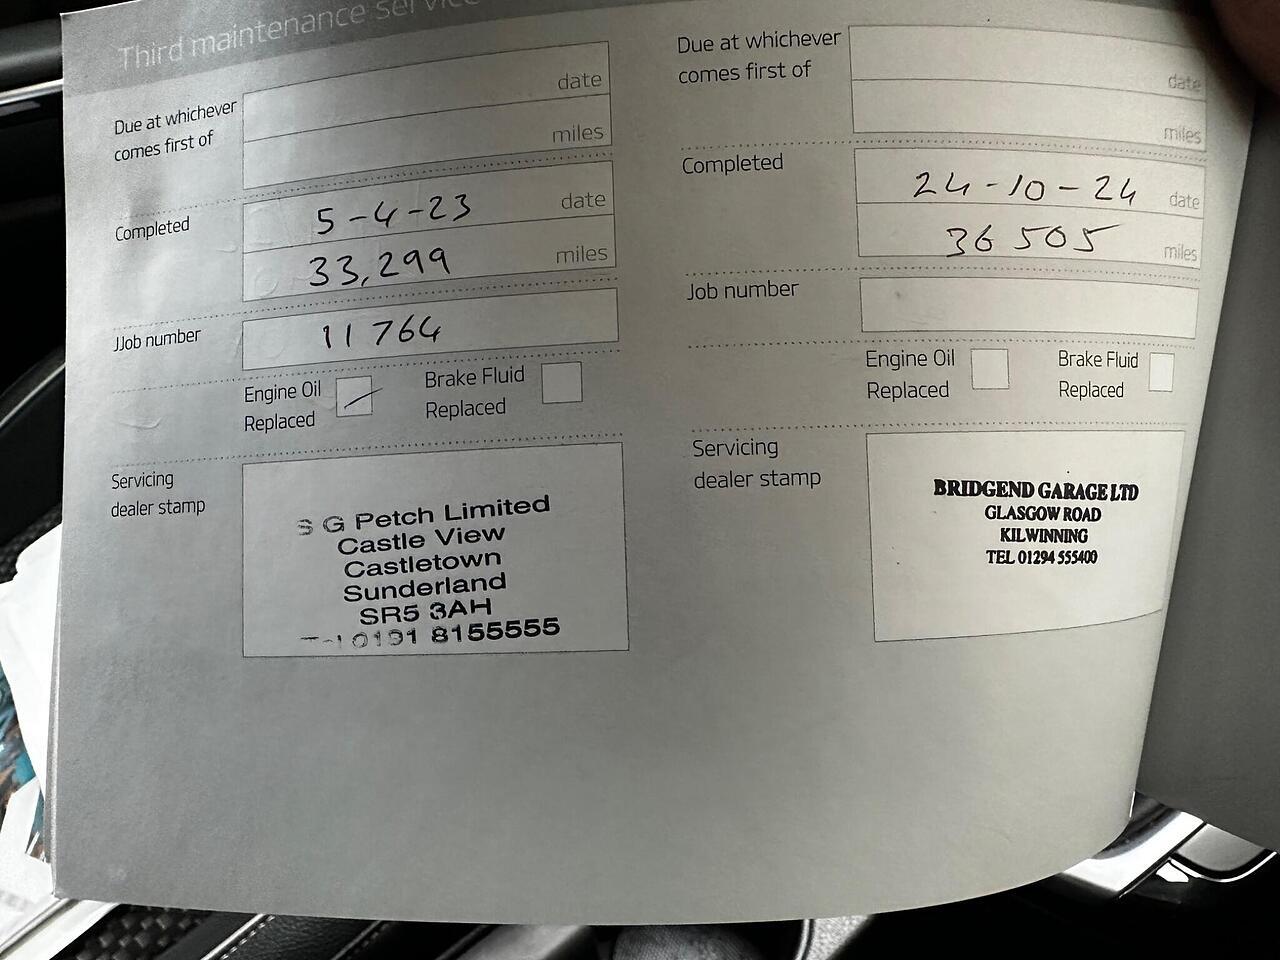 Third maintenance service
Due at whichever
comes first of
date
miles
Completed
5-4-23 date
33,299 miles
JJob number
11764
Engine Oil
Replaced
Brake Fluid
Replaced
Servicing
dealer stamp
S G Petch Limited
Castle View
Castletown
Sunderland
SR5 3AH
Tel 0191 8155555
Due at whichever
comes first of
date
miles
Completed
24-10-24 date
36505 miles
Job number
Engine Oil
Replaced
Brake Fluid
Replaced
Servicing
dealer stamp
BRIDGEND GARAGE LTD
GLASGOW ROAD
KILWINNING
TEL 01294 555400